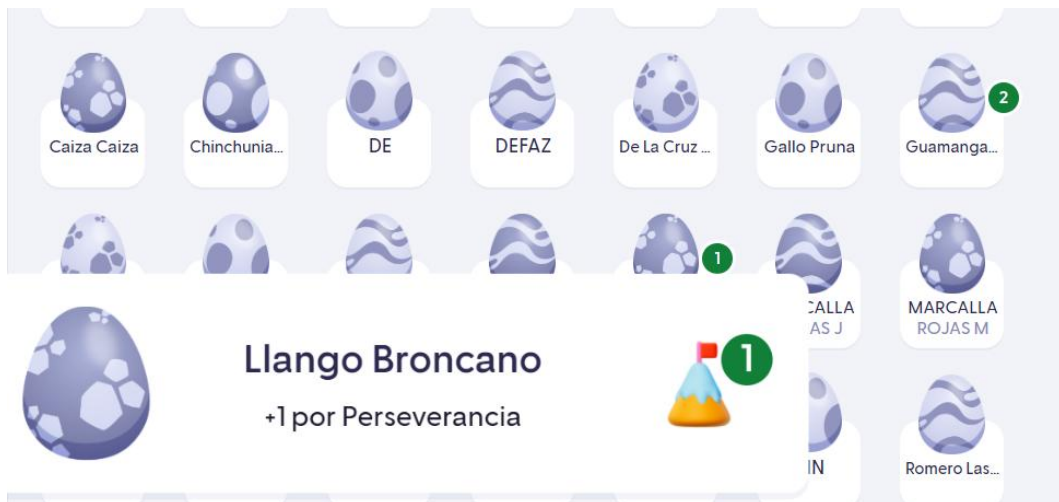 Caiza Caiza
Chinchunia...
DE
DEFAZ
De La Cruz ...
Gallo Pruna
Guamanga...
2
1
CALLA
AS J
MARCALLA
ROJAS M
Llango Broncano
+1 por Perseverancia
1
IN
Romero Las...